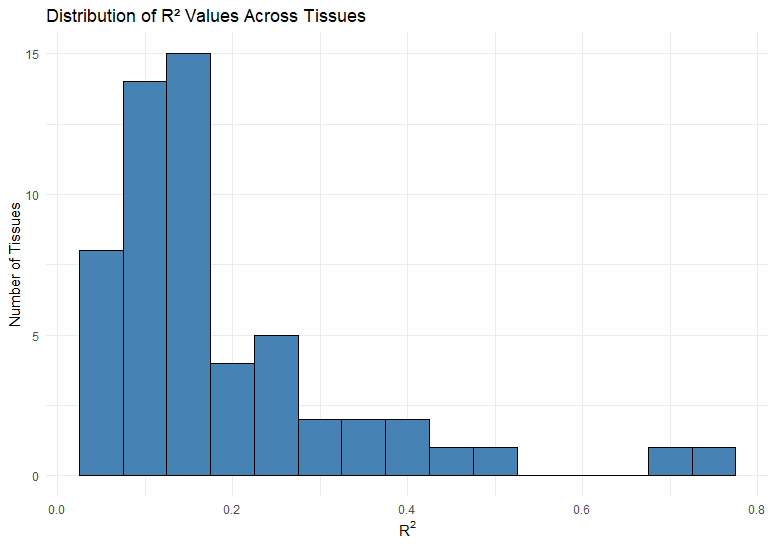 Distribution of R² Values Across Tissues
15
10
5
0
Number of Tissues
0.0 0.2 0.4 0.6 0.8
R²